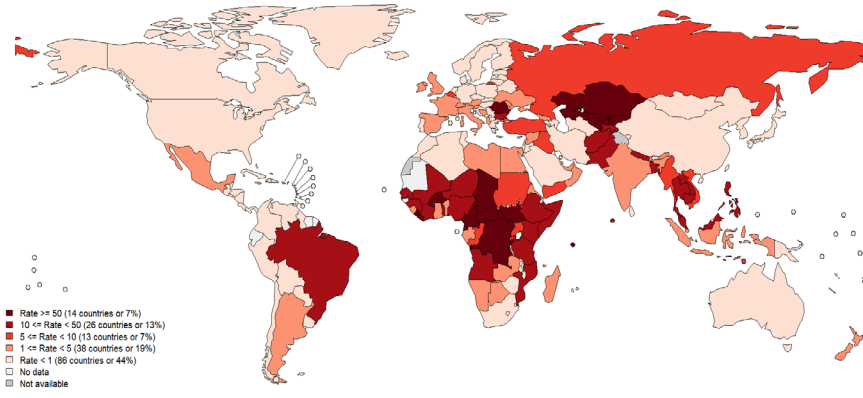 Rate >= 50 (14 countries or 7%)
10 <= Rate < 50 (26 countries or 13%)
5 <= Rate < 10 (13 countries or 7%)
1 <= Rate < 5 (38 countries or 19%)
Rate < 1 (86 countries or 44%)
No data
Not available